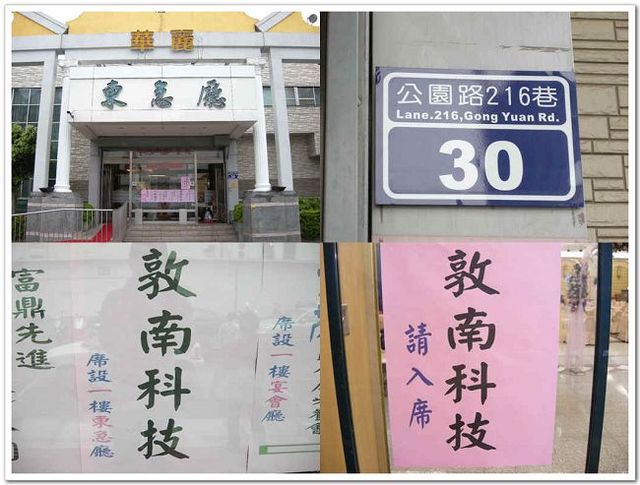 華麗
東急廳
公園路216巷
Lane.216,Gong Yuan Rd.
30
富鼎先進
敦南科技
席設一樓東急廳
席設一樓宴會廳
敦南科技
請入席